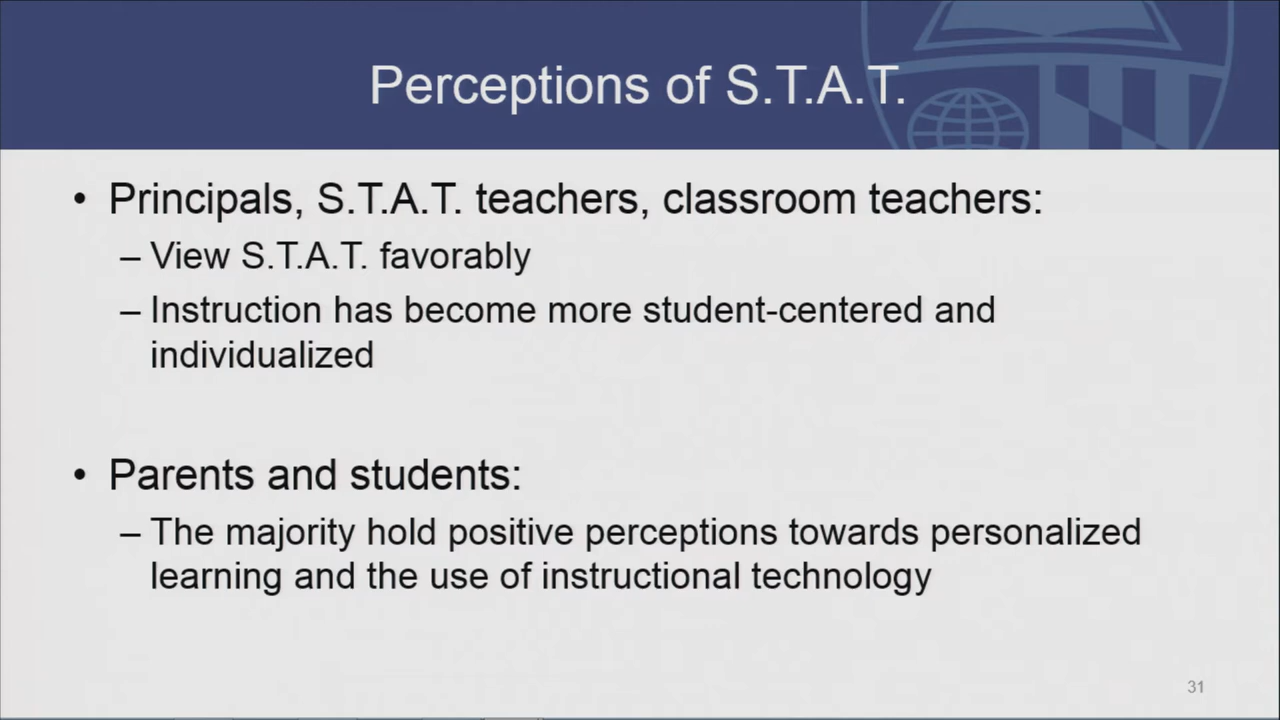 Perceptions of S.T.A.T.
• Principals, S.T.A.T. teachers, classroom teachers:
– View S.T.A.T. favorably
– Instruction has become more student-centered and
individualized
• Parents and students:
– The majority hold positive perceptions towards personalized
learning and the use of instructional technology
31